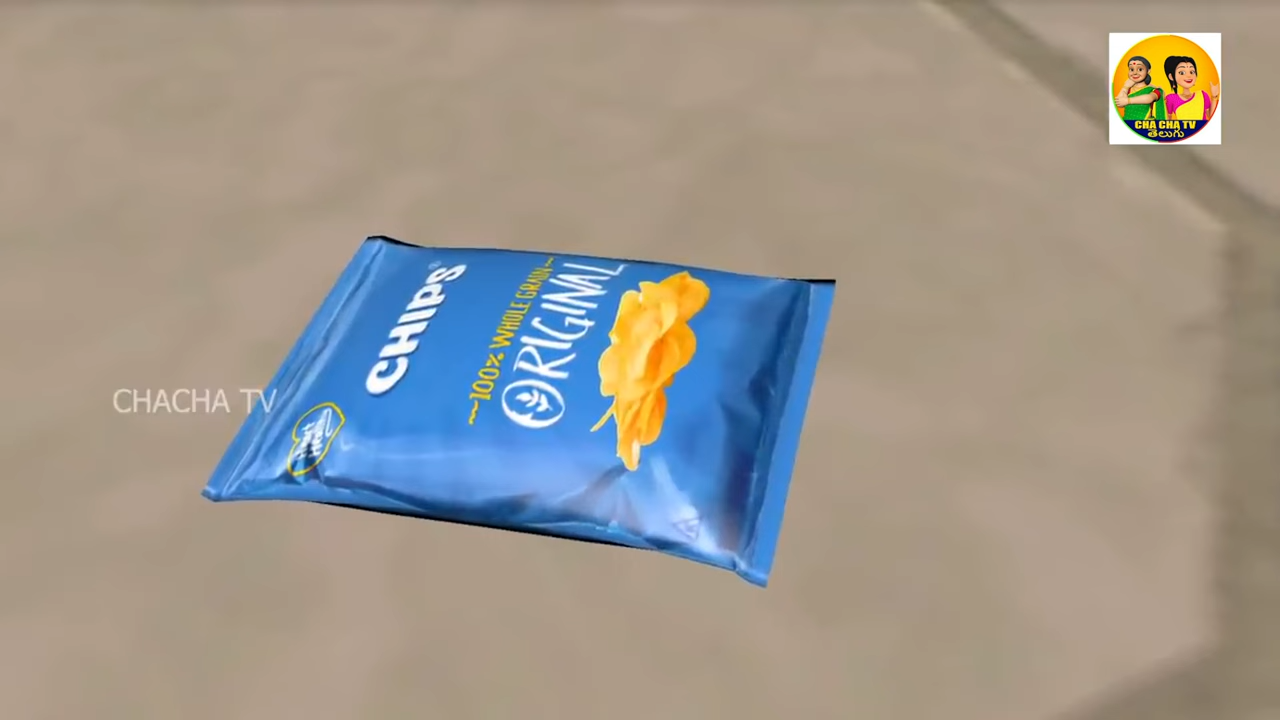 CHA CHA TV
తెలుగు
CHIPS
~100% WHOLE GRAIN~
ORIGINAL
CHACHA TV